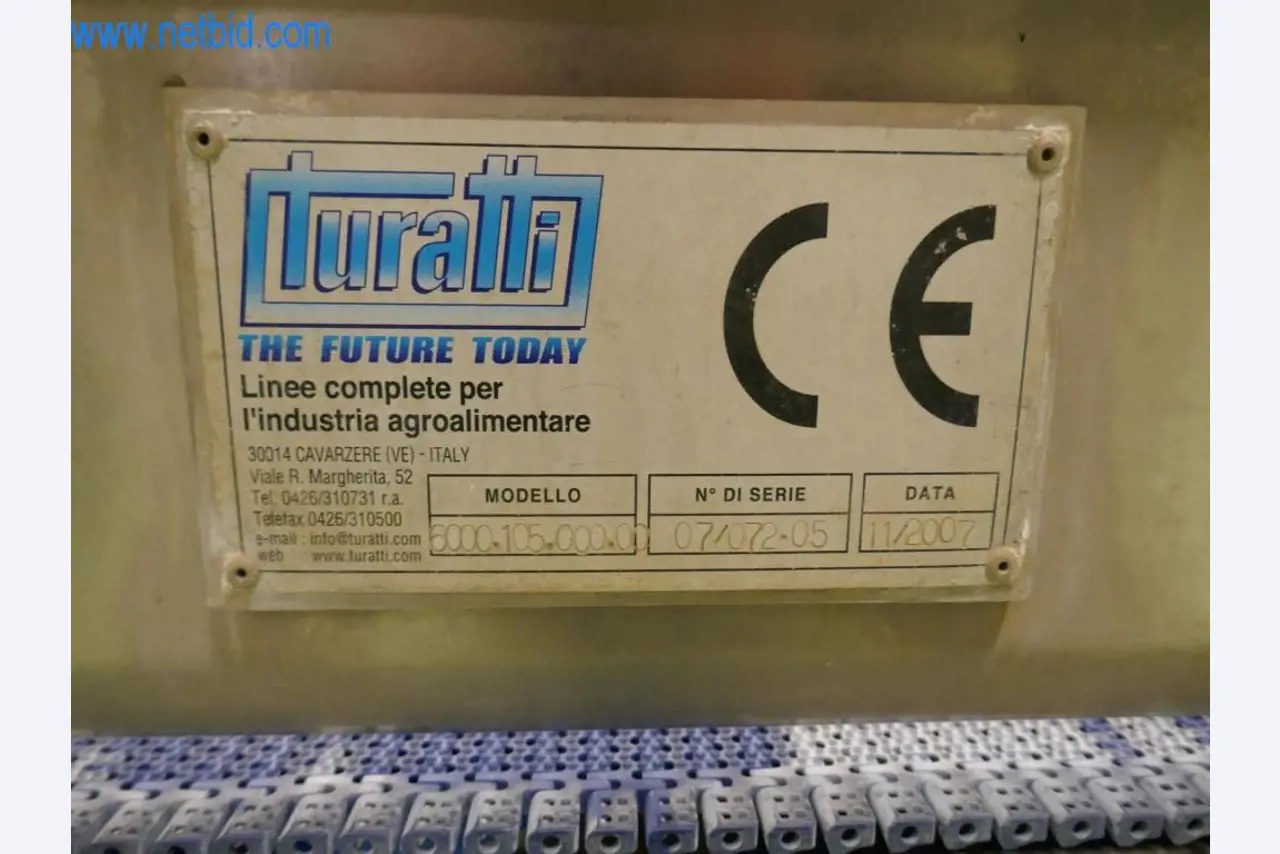 www.netbid.com
turatti
THE FUTURE TODAY
Linee complete per
l'industria agroalimentare
30014 CAVARZERE (VE) - ITALY
Viale R. Margherita, 52
Tel. 0426/310731 r.a.
Telefax 0426/310500
e-mail : info@turatti.com
web : www.turatti.com
CE
MODELLO
6000.105.000.00
N° DI SERIE
07/072.05
DATA
11/2007